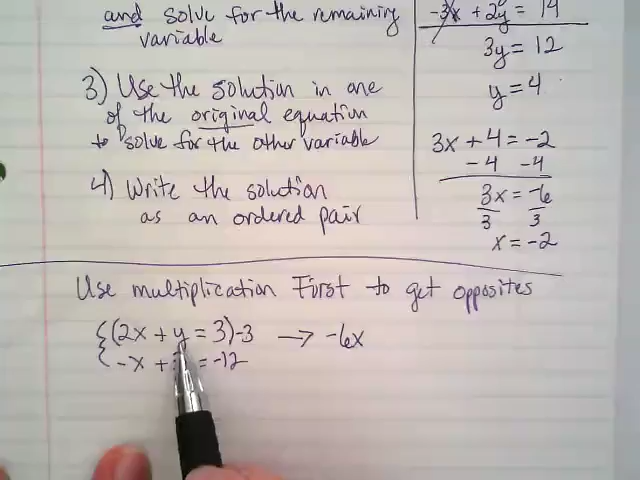 and solve for the remaining
variable
3) Use the solution in one
of the original equation
to solve for the other variable
4) Write the solution
as an ordered pair
-3x + 2y = 14
3y = 12
y = 4
3x + 4 = -2
-4 -4
3x = -6
3 3
x = -2
Use multiplication First to get opposites
{(2x + y = 3)-3 → -6x
{-x + = -12